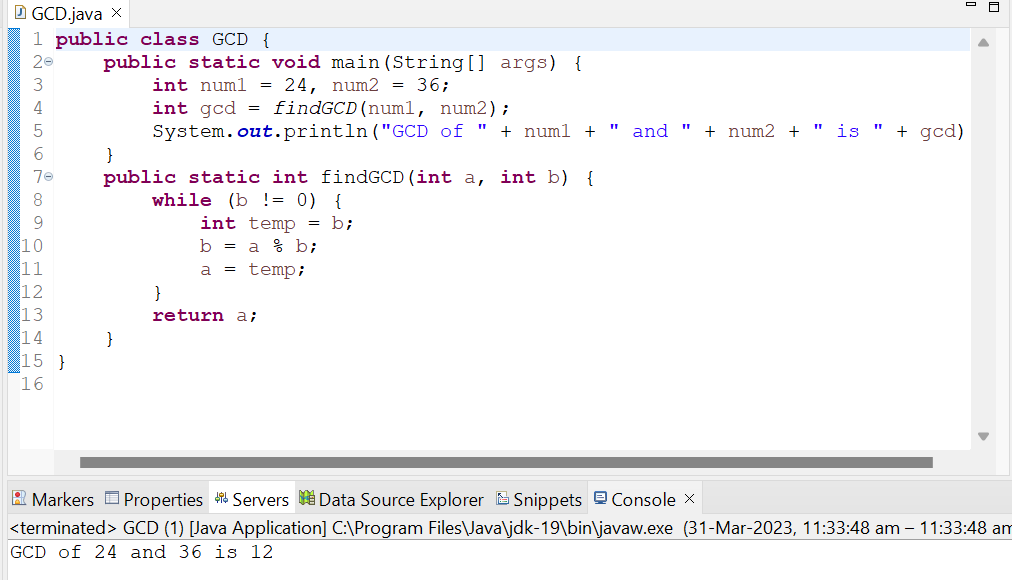 GCD.java ×
1 public class GCD {
2 public static void main(String[] args) {
3 int num1 = 24, num2 = 36;
4 int gcd = findGCD(num1, num2);
5 System.out.println("GCD of " + num1 + " and " + num2 + " is " + gcd)
6 }
7 public static int findGCD(int a, int b) {
8 while (b != 0) {
9 int temp = b;
10 b = a % b;
11 a = temp;
12 }
13 return a;
14 }
15 }
16
Markers Properties Servers Data Source Explorer Snippets Console ×
<terminated> GCD (1) [Java Application] C:\Program Files\Java\jdk-19\bin\javaw.exe (31-Mar-2023, 11:33:48 am – 11:33:48 am
GCD of 24 and 36 is 12